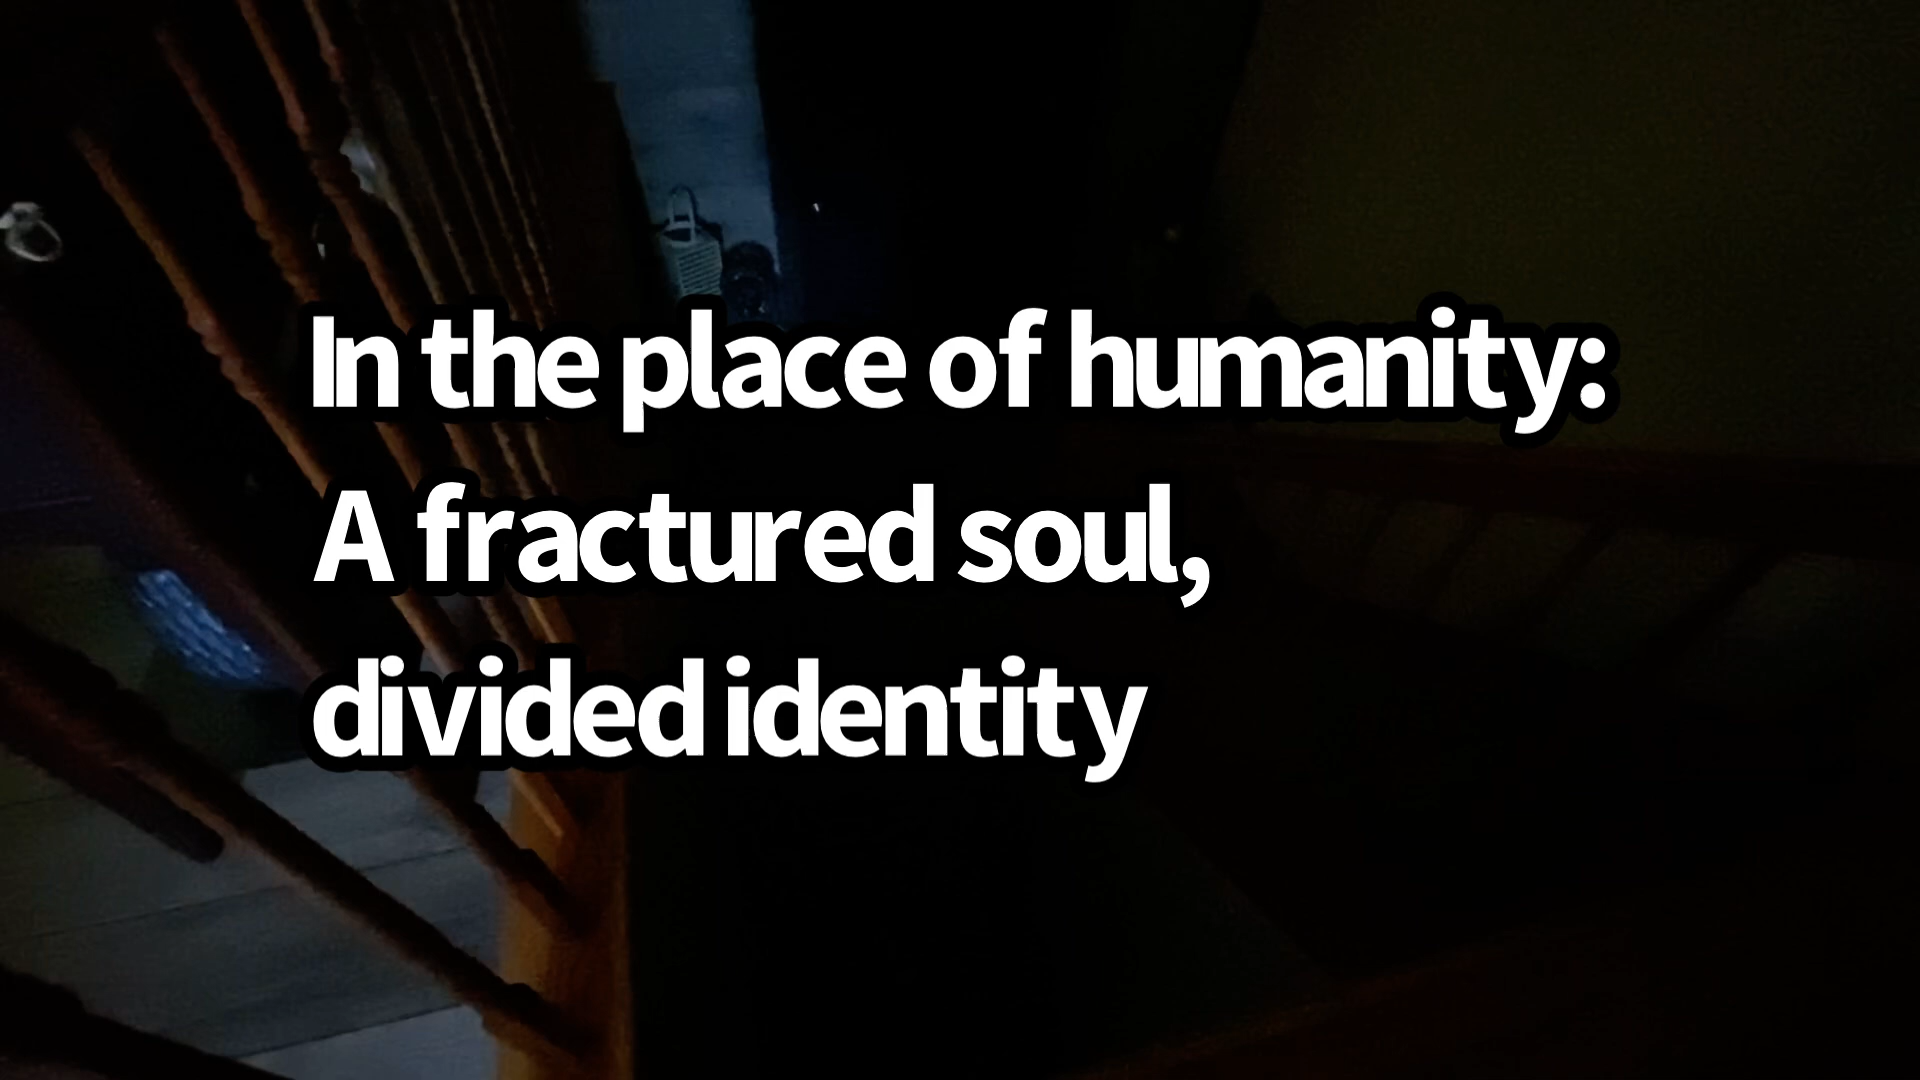 In the place of humanity:
A fractured soul,
divided identity